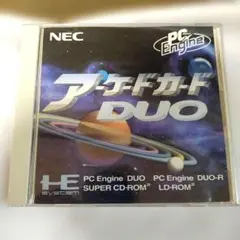 NEC
PC Engine
アーケードカード
DUO
HE system
PC Engine DUO PC Engine DUO-R
SUPER CD-ROM² LD-ROM²